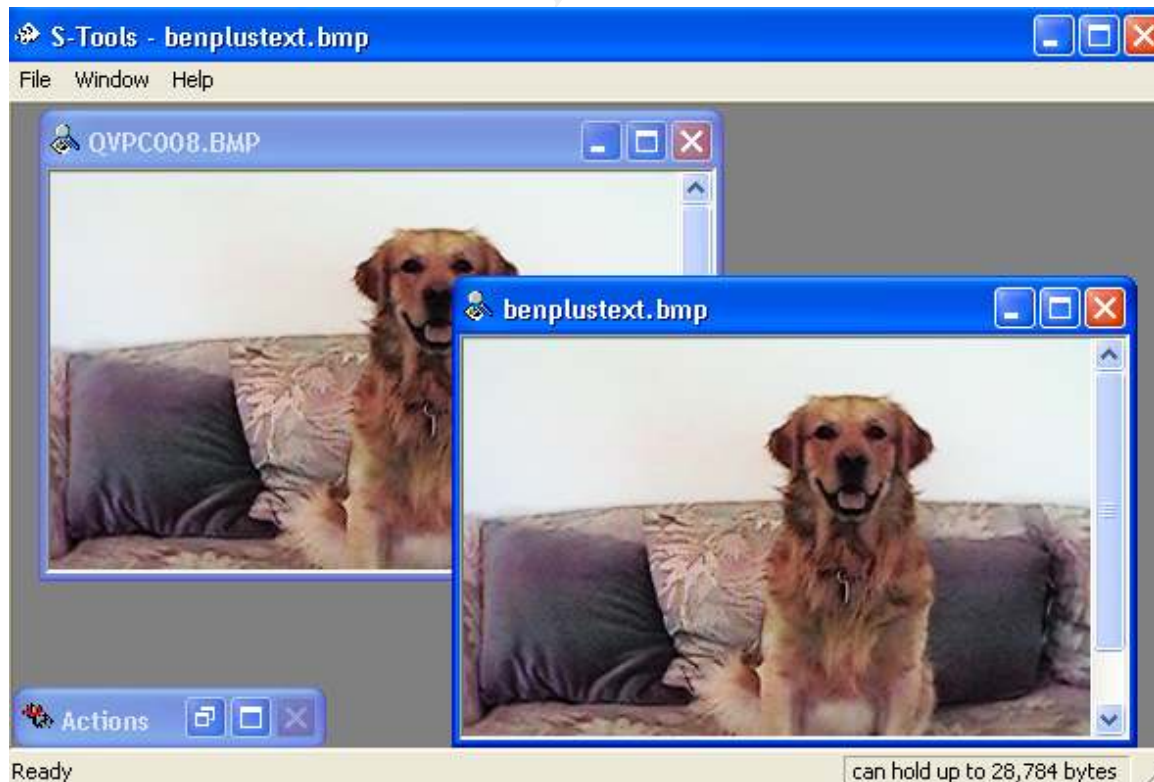 S-Tools - benplustext.bmp
File Window Help
QVPC008.BMP
benplustext.bmp
Actions
Ready can hold up to 28,784 bytes